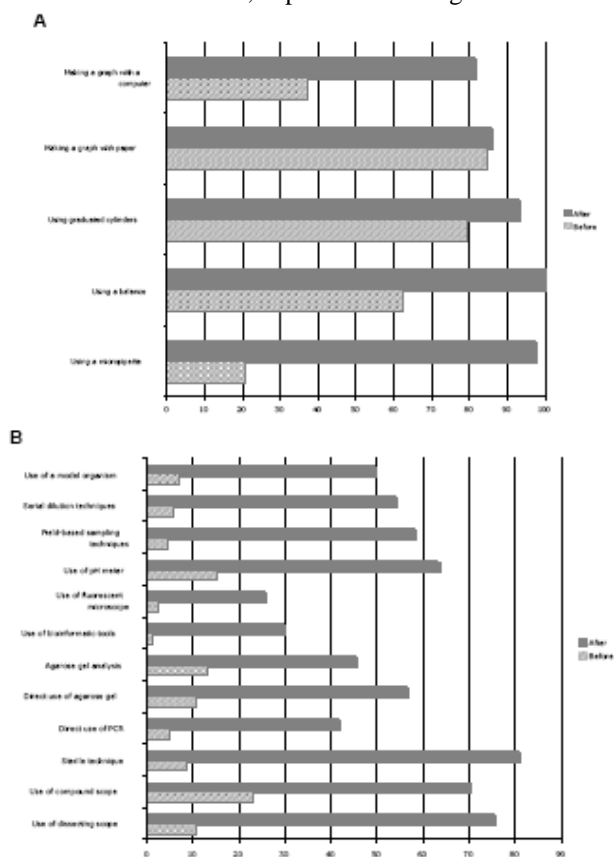 A
Making a graph with a
computer
Making a graph with paper
Using graduated cylinders
Using a balance
Using a micropipette
After
Before
0 10 20 30 40 50 60 70 80 90 100
B
Use of a model organism
Serial dilution techniques
Field-based sampling
techniques
Use of pH meter
Use of fluorescent
microscope
Use of bioinformatic tools
Agarose gel analysis
Direct use of agarose gel
Direct use of PCR
Sterile technique
Use of compound scope
Use of dissecting scope
After
Before
0 10 20 30 40 50 60 70 80 90